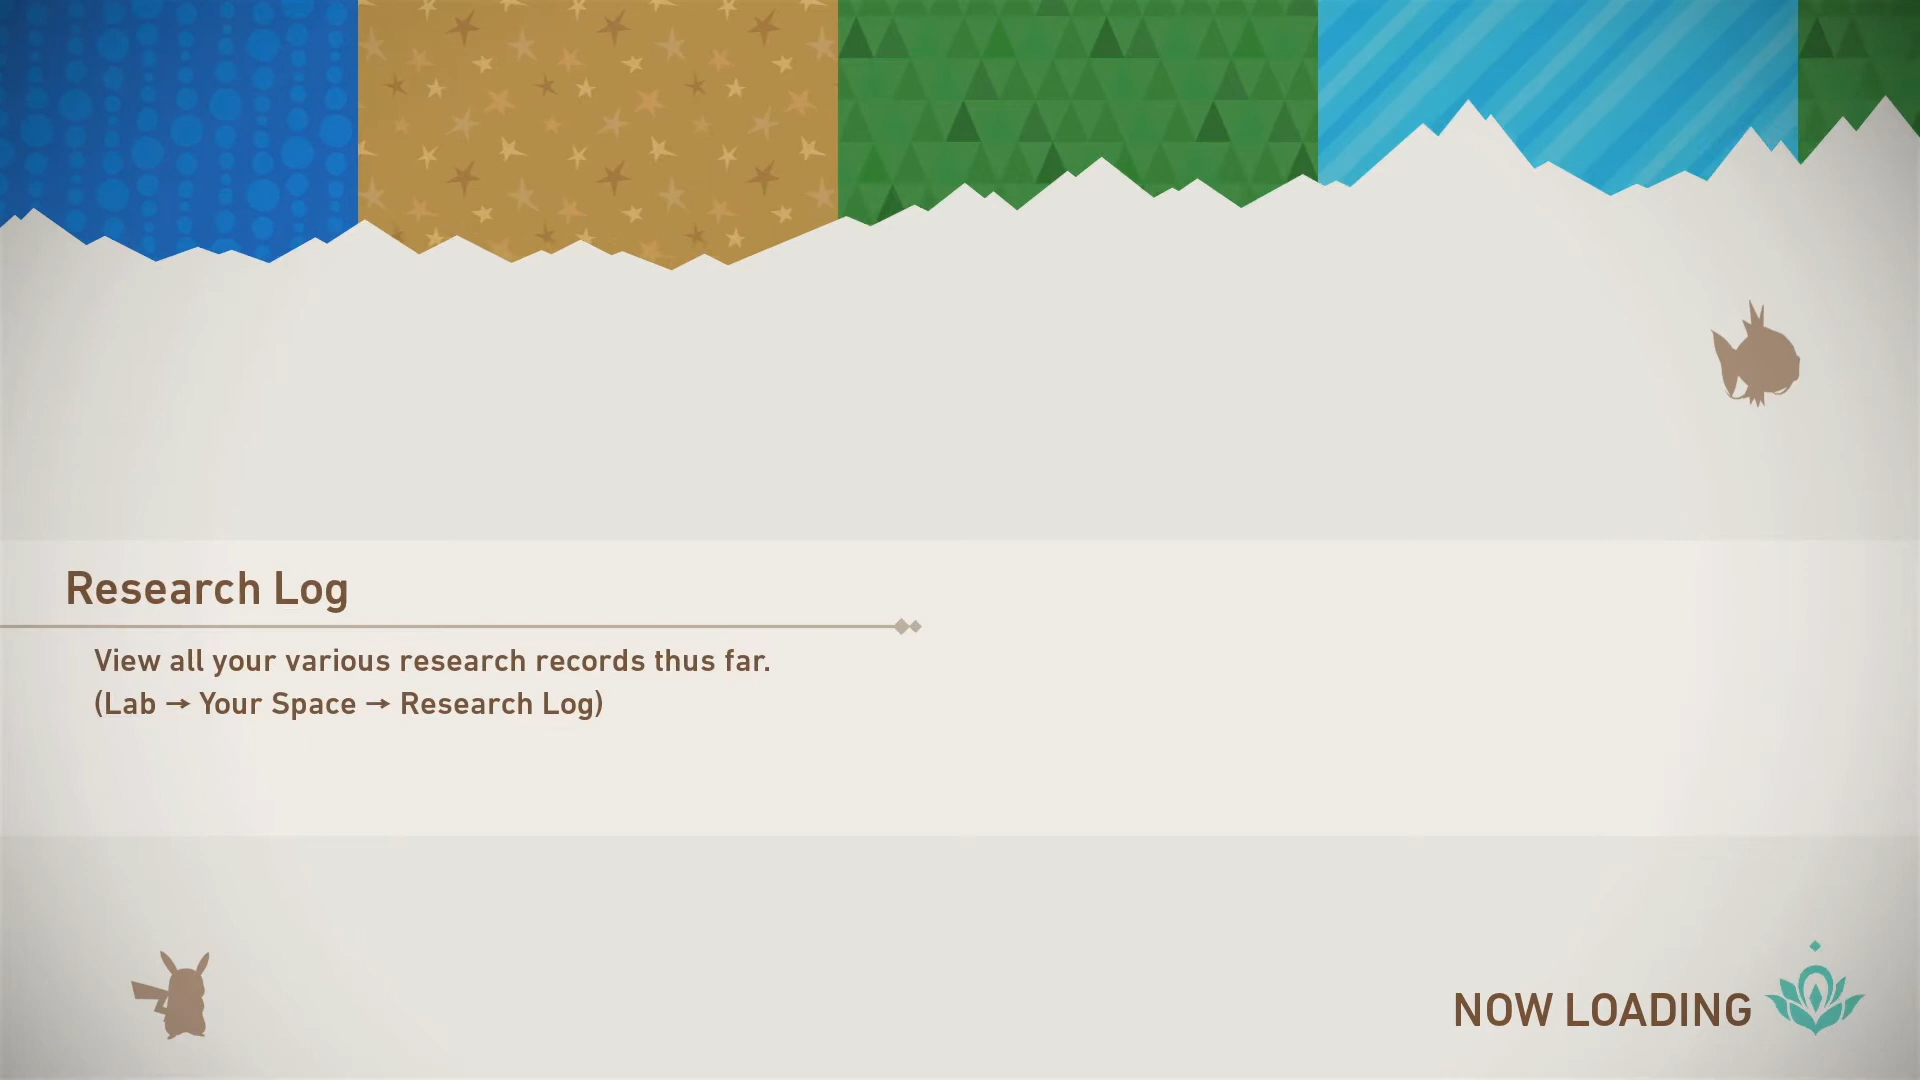 Research Log
View all your various research records thus far.
(Lab → Your Space → Research Log)
NOW LOADING